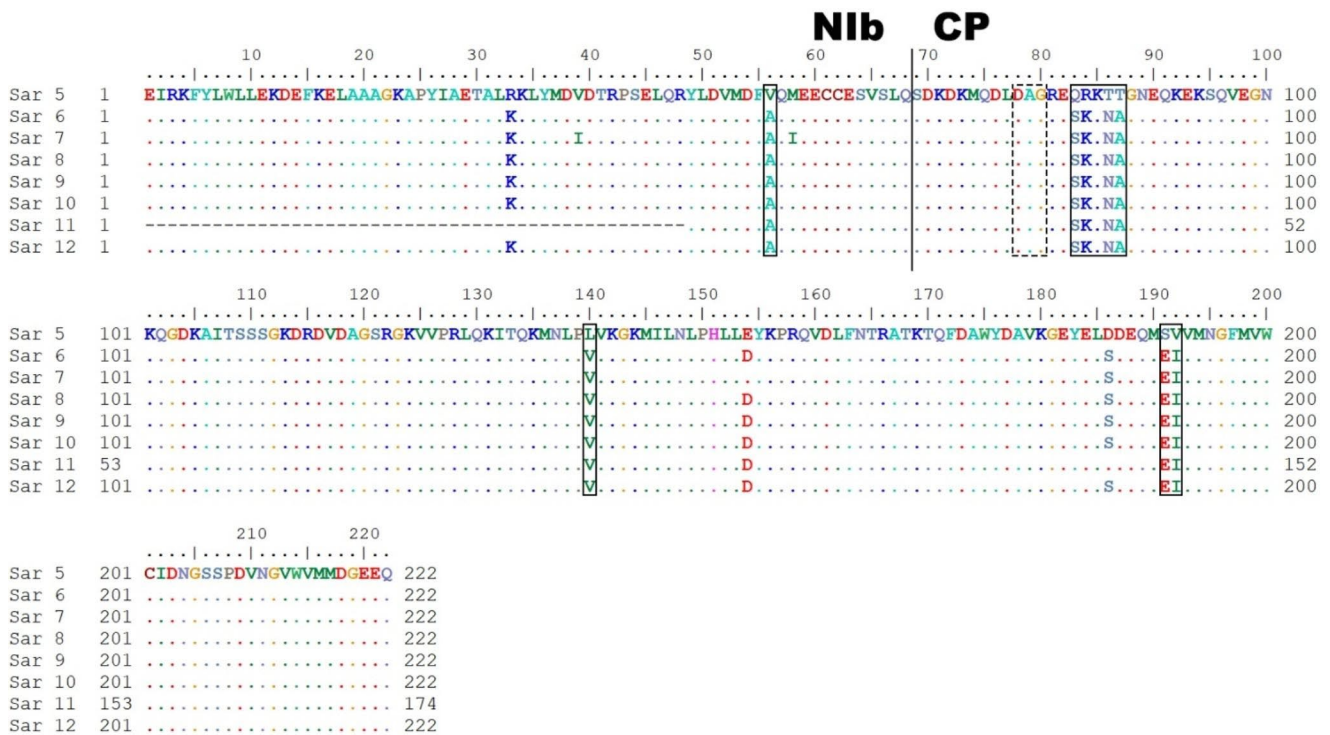 NIb CP
10 20 30 40 50 60 70 80 90 100
....|....|....|....|....|....|....|....|....|....|....|....|....|....|....|....|....|....|....|....|
Sar 5 1 EIRKFYLWLLEKDEFKELAAAGKAPYIAETALRKLYMDVDTRPSELQRYLDVMDFVQMEECCESVSLQSDKDKMQDLDAGREQRKTTGNEQKEKSQVEGN 100
Sar 6 1 ................................K......................A..........................SK.NA............. 100
Sar 7 1 ......................................I................A.I........................SK.NA............. 100
Sar 8 1 ................................K......................A..........................SK.NA............. 100
Sar 9 1 ................................K......................A..........................SK.NA............. 100
Sar 10 1 ................................K......................A..........................SK.NA............. 100
Sar 11 1 ------------------------------------------------.......A..........................SK.NA............. 52
Sar 12 1 ................................K......................A..........................SK.NA............. 100
110 120 130 140 150 160 170 180 190 200
....|....|....|....|....|....|....|....|....|....|....|....|....|....|....|....|....|....|....|....|
Sar 5 101 KQGDKAITSSSGKDRDVDAGSRGKVVPRLQKITQKMNLPLVKGKMILNLPHLLEYKPRQVDLFNTRATKTQFDAWYDAVKGEYELDDEQMSVVMNGFMVW 200
Sar 6 101 .......................................V.............D...............................S....EI........ 200
Sar 7 101 .......................................V..................................................EI........ 200
Sar 8 101 .......................................V.............D...............................S....EI........ 200
Sar 9 101 .......................................V.............D...............................S....EI........ 200
Sar 10 101 .......................................V.............D...............................S....EI........ 200
Sar 11 53 .......................................V.............D....................................EI........ 152
Sar 12 101 .......................................V.............D...............................S....EI........ 200
210 220
....|....|....|....|..
Sar 5 201 CIDNGSSPDVNGVWVMMDGEEQ 222
Sar 6 201 ...................... 222
Sar 7 201 ...................... 222
Sar 8 201 ...................... 222
Sar 9 201 ...................... 222
Sar 10 201 ...................... 222
Sar 11 153 ...................... 174
Sar 12 201 ...................... 222